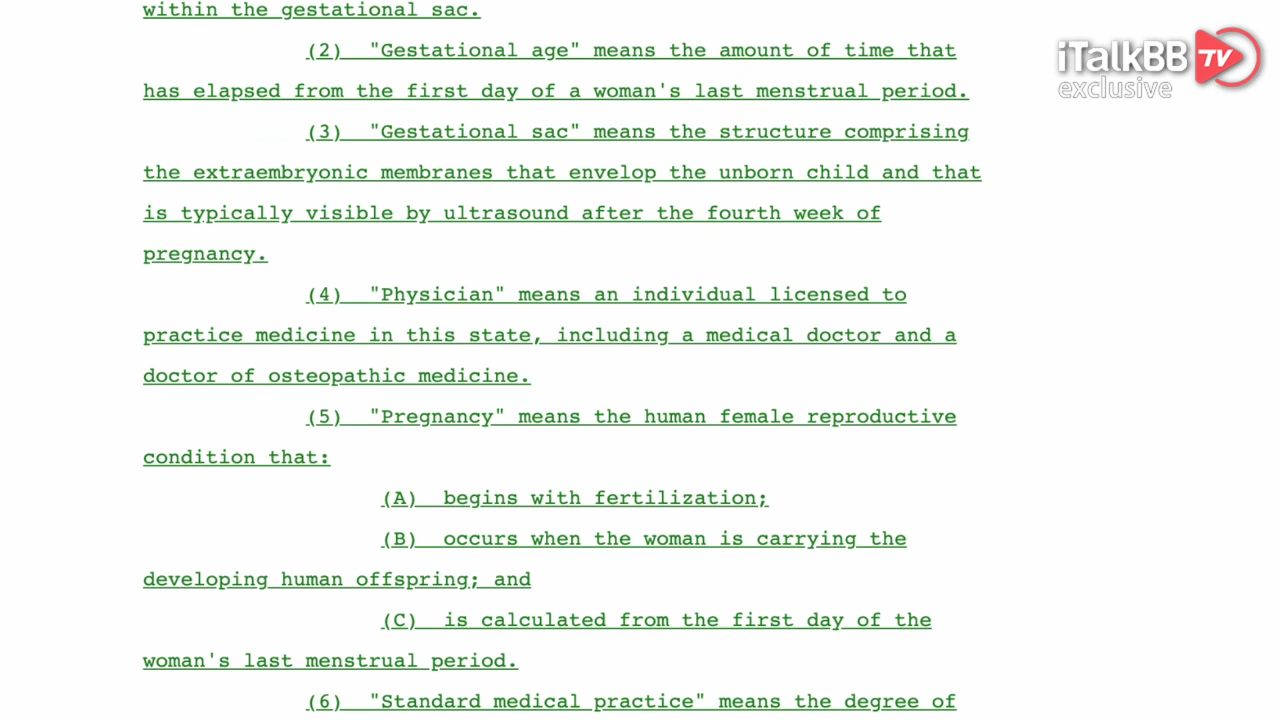 within the gestational sac.
(2) "Gestational age" means the amount of time that
has elapsed from the first day of a woman's last menstrual period.
(3) "Gestational sac" means the structure comprising
the extraembryonic membranes that envelop the unborn child and that
is typically visible by ultrasound after the fourth week of
pregnancy.
(4) "Physician" means an individual licensed to
practice medicine in this state, including a medical doctor and a
doctor of osteopathic medicine.
(5) "Pregnancy" means the human female reproductive
condition that:
(A) begins with fertilization;
(B) occurs when the woman is carrying the
developing human offspring; and
(C) is calculated from the first day of the
woman's last menstrual period.
(6) "Standard medical practice" means the degree of
iTalkBB TV
exclusive